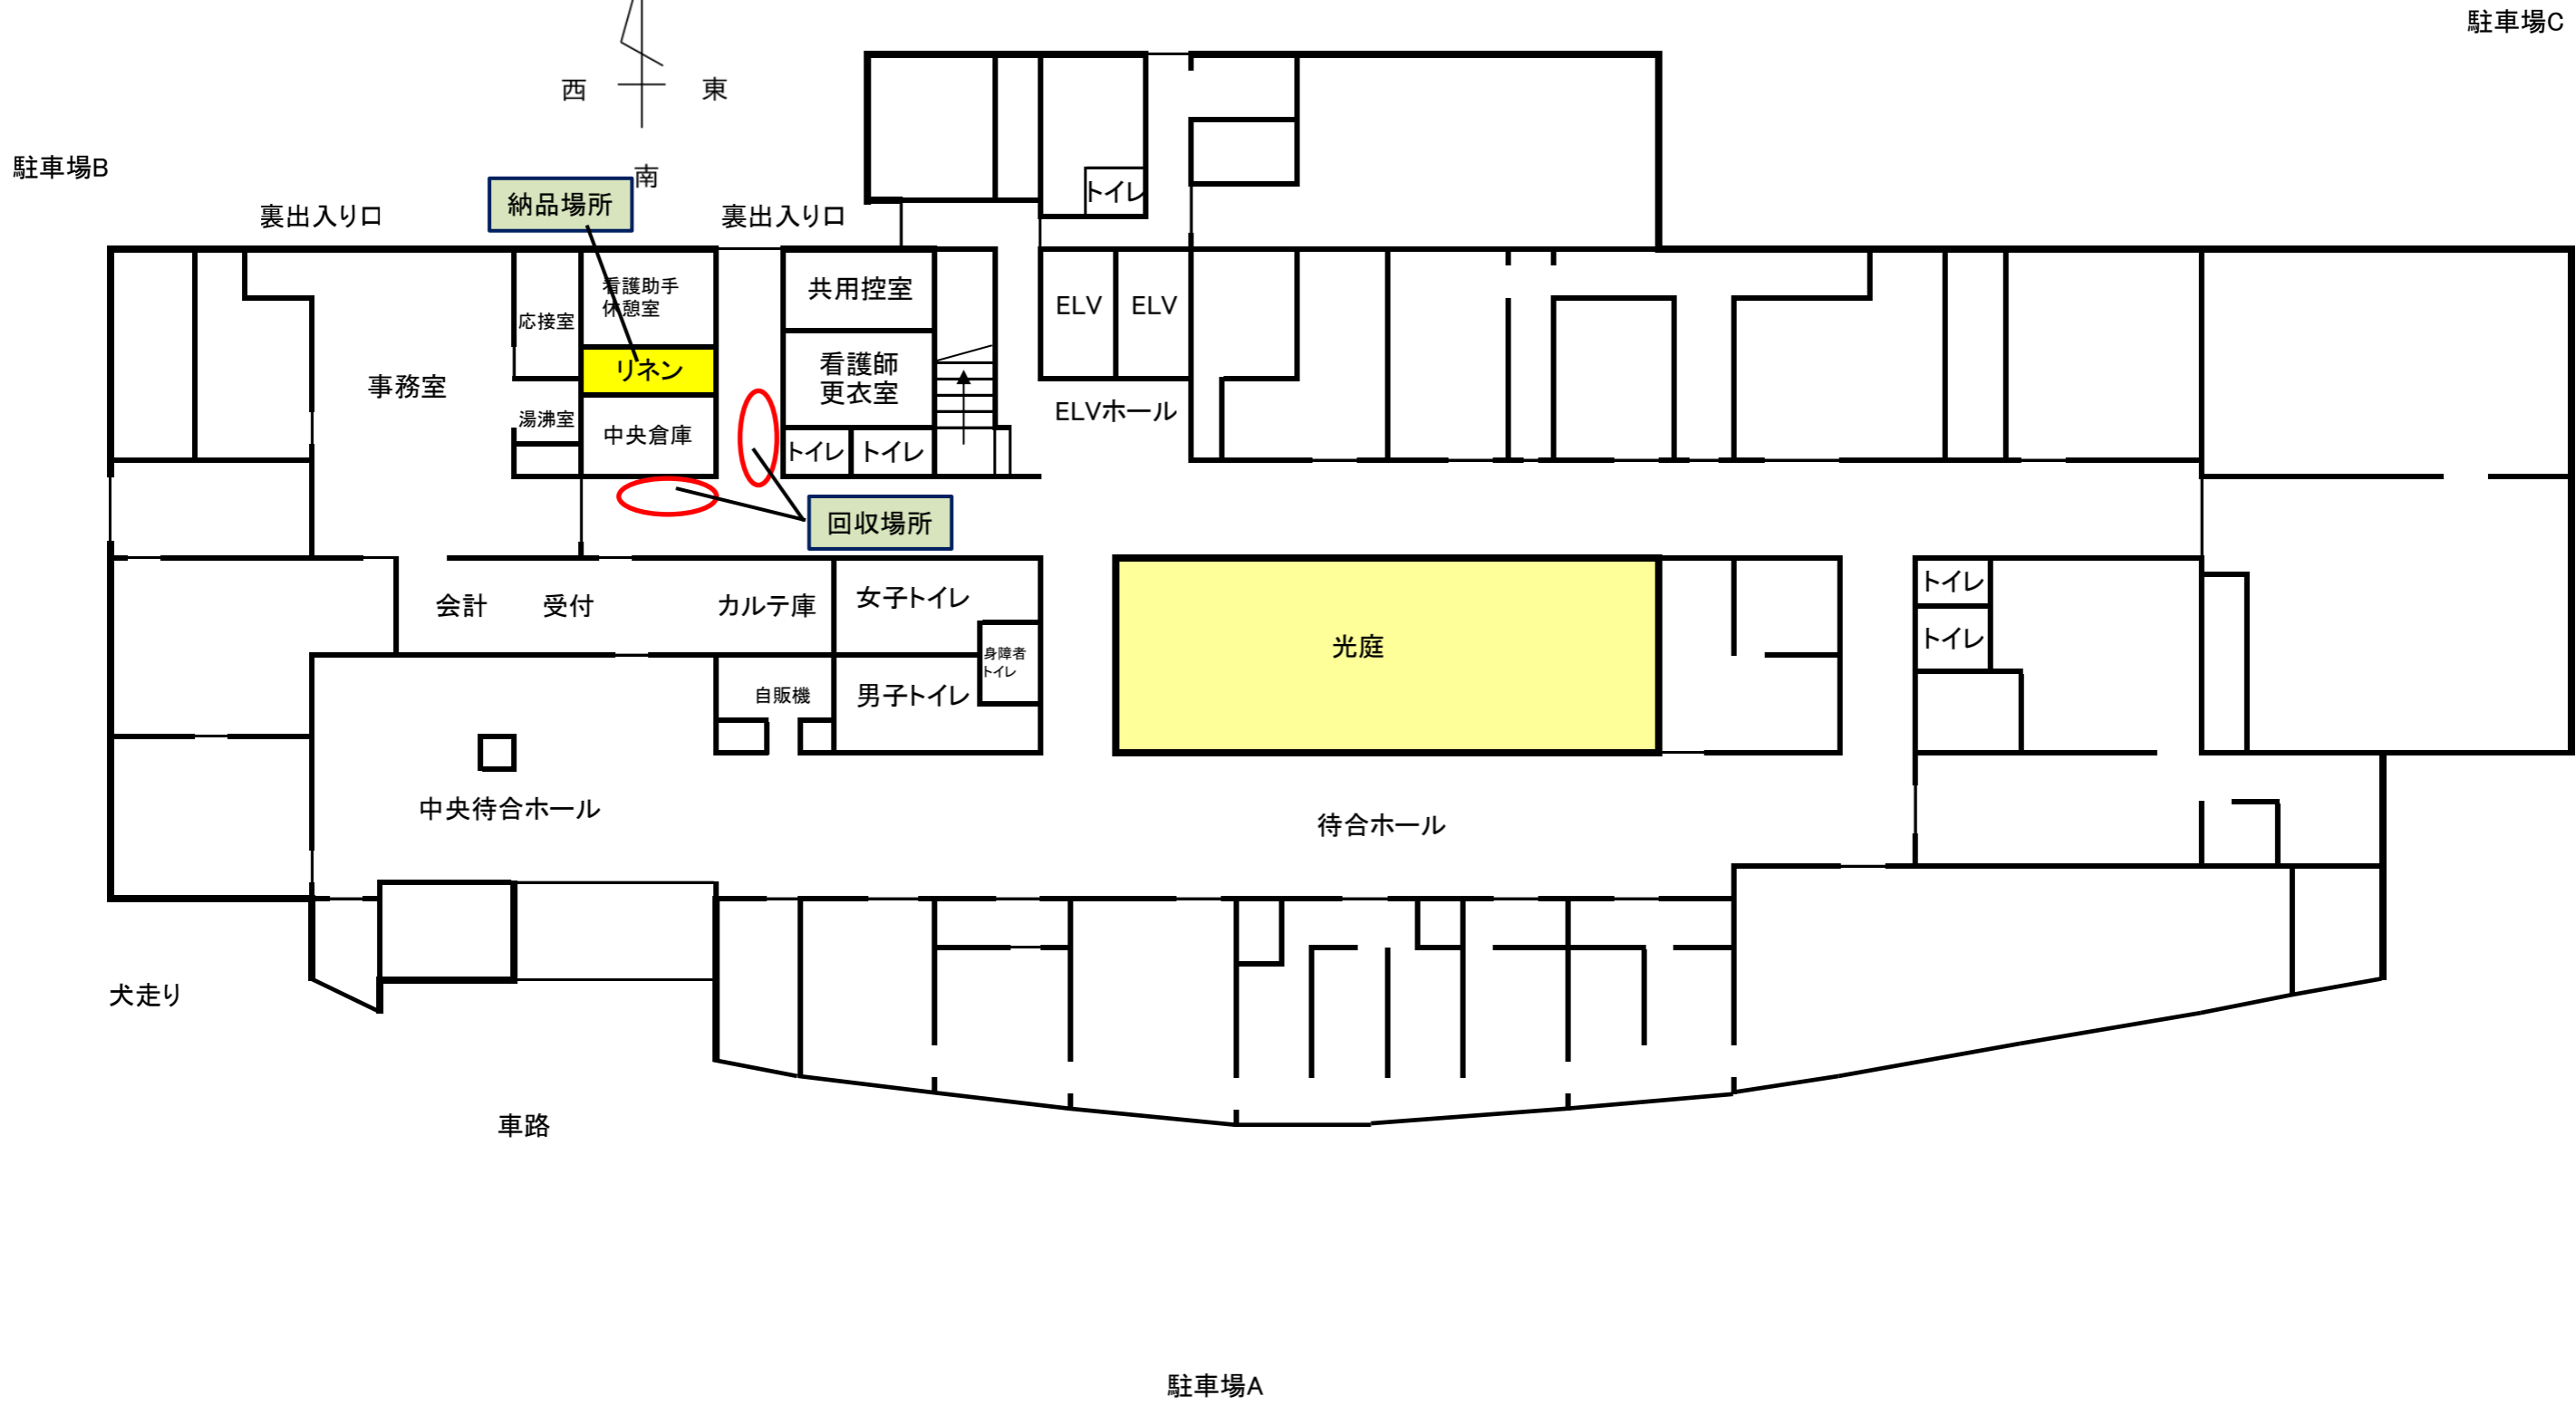 駐車場C
西
東
南
駐車場B
納品場所
裏出入り口
裏出入り口
トイレ
看護助手
休憩室
共用控室
ELV
ELV
応接室
リネン
看護師
更衣室
事務室
ELVホール
湯沸室
中央倉庫
トイレ
トイレ
回収場所
会計
受付
カルテ庫
女子トイレ
トイレ
トイレ
光庭
身障者
トイレ
自販機
男子トイレ
中央待合ホール
待合ホール
犬走り
車路
駐車場A